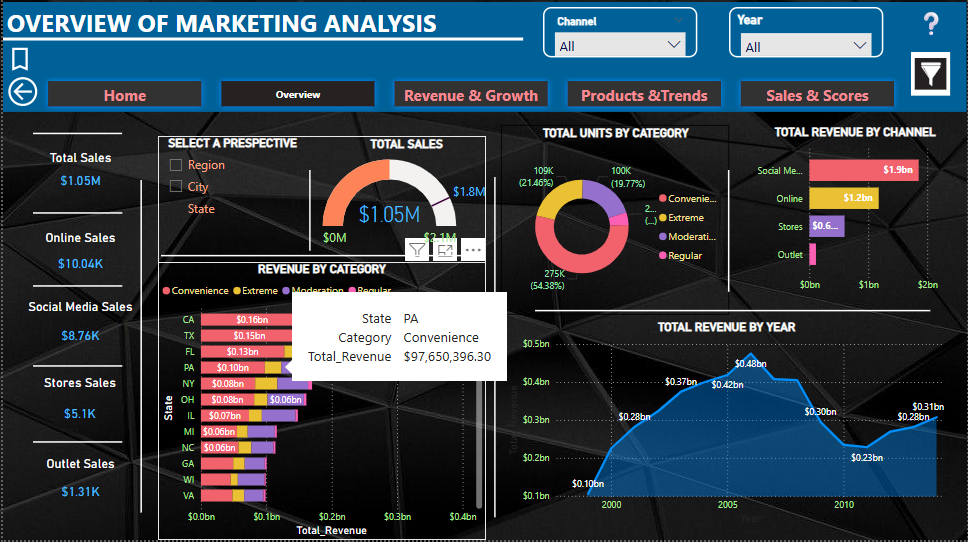 OVERVIEW OF MARKETING ANALYSIS
Channel
All
Year
All
?
Home
Overview
Revenue & Growth
Products &Trends
Sales & Scores
Total Sales
$1.05M
Online Sales
$10.04K
Social Media Sales
$8.76K
Stores Sales
$5.1K
Outlet Sales
$1.31K
SELECT A PRESPECTIVE
Region
City
State
TOTAL SALES
$1.05M
$1.8M
$0M
$2.1M
REVENUE BY CATEGORY
Convenience Extreme Moderation Regular
State
CA $0.16bn
TX $0.15bn
FL $0.13bn
PA $0.10bn
NY $0.08bn
OH $0.08bn $0.06bn
IL $0.07bn
MI $0.06bn
NC $0.06bn
GA
WI
VA
$0.0bn $0.1bn $0.2bn $0.3bn $0.4bn
Total_Revenue
State PA
Category Convenience
Total_Revenue $97,650,396.30
TOTAL UNITS BY CATEGORY
109K
(21.46%)
100K
(19.77%)
2...
(...)
275K
(54.38%)
Convenie...
Extreme
Moderati...
Regular
TOTAL REVENUE BY CHANNEL
Social Me... $1.9bn
Online $1.2bn
Stores $0.6...
Outlet
$0bn $1bn $2bn
TOTAL REVENUE BY YEAR
$0.5bn
$0.4bn
$0.3bn
$0.2bn
$0.1bn
$0.10bn
$0.28bn
$0.37bn
$0.42bn
$0.48bn
$0.30bn
$0.23bn
$0.28bn
$0.31bn
2000 2005 2010